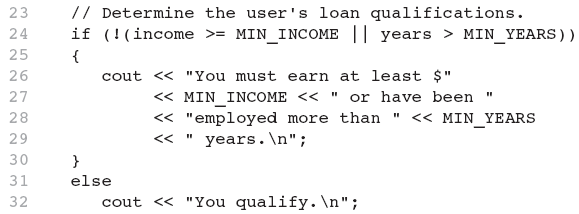 23    // Determine the user's loan qualifications.
24    if (!(income >= MIN_INCOME || years > MIN_YEARS))
25    {
26       cout << "You must earn at least $"
27            << MIN_INCOME << " or have been "
28            << "employed more than " << MIN_YEARS
29            << " years.\n";
30    }
31    else
32       cout << "You qualify.\n";